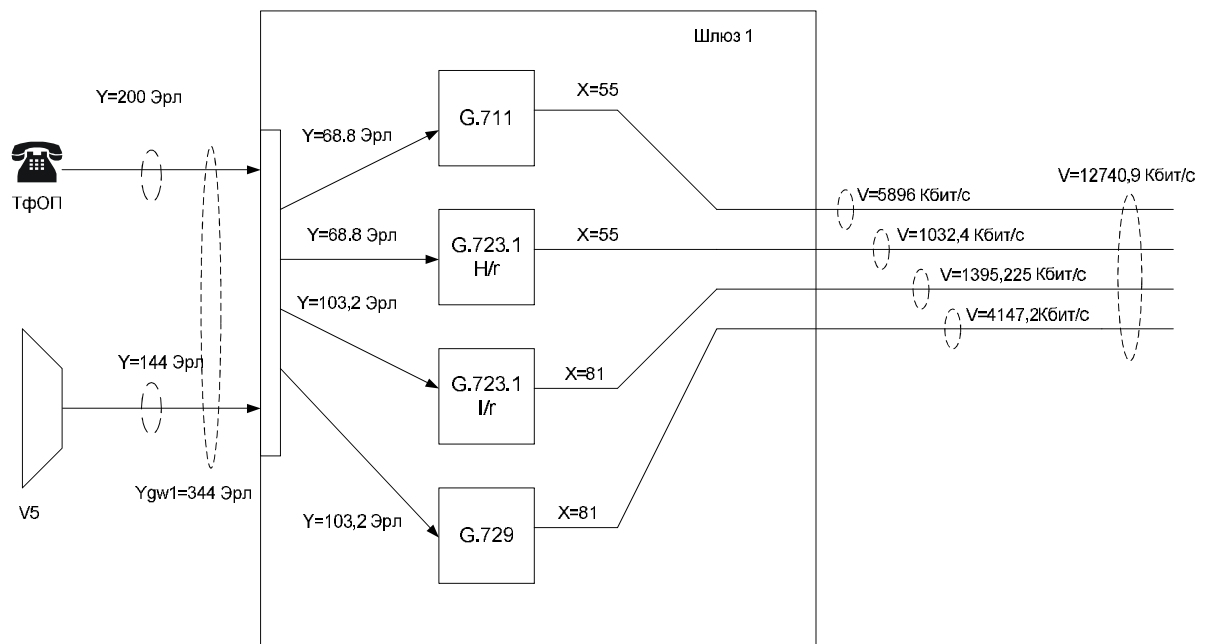 Шлюз 1
Y=200 Эрл
ТфОП
Y=144 Эрл
V5
Ygw1=344 Эрл
Y=68.8 Эрл
G.711
X=55
Y=68.8 Эрл
G.723.1
H/r
X=55
Y=103,2 Эрл
G.723.1
l/r
X=81
Y=103,2 Эрл
G.729
X=81
V=12740,9 Кбит/с
V=5896 Кбит/с
V=1032,4 Кбит/с
V=1395,225 Кбит/с
V=4147,2Кбит/с